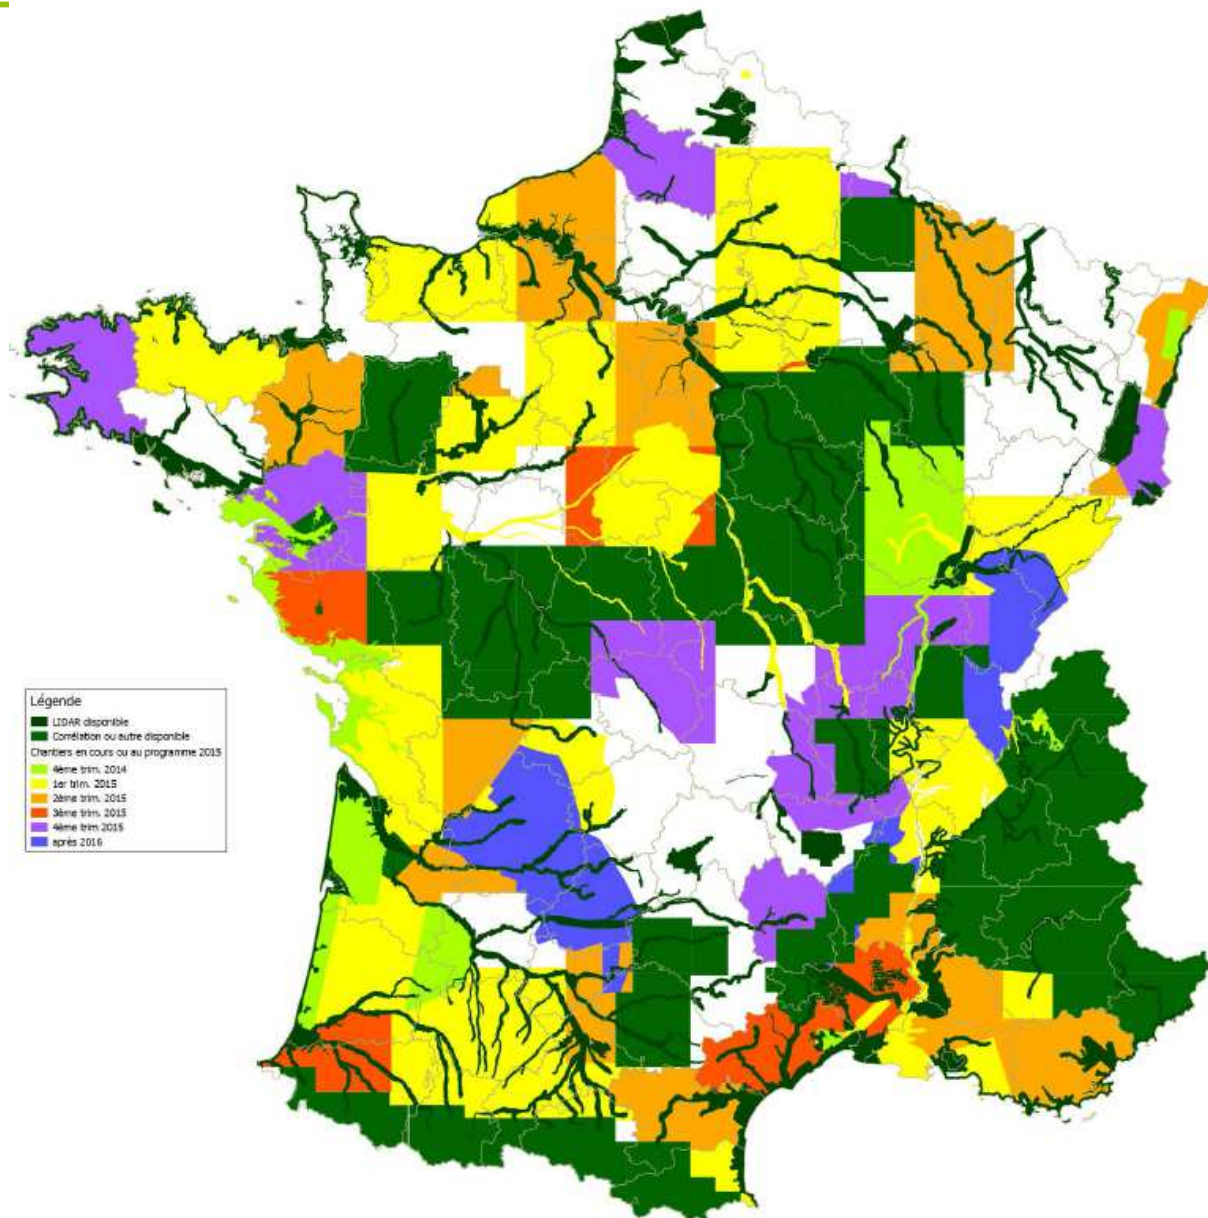 Légende
LIDAR disponible
Corrélation ou autre disponible
Chantiers en cours ou au programme 2015
4ème trim. 2014
1er trim. 2015
2ème trim. 2015
3ème trim. 2015
4ème trim 2015
après 2016